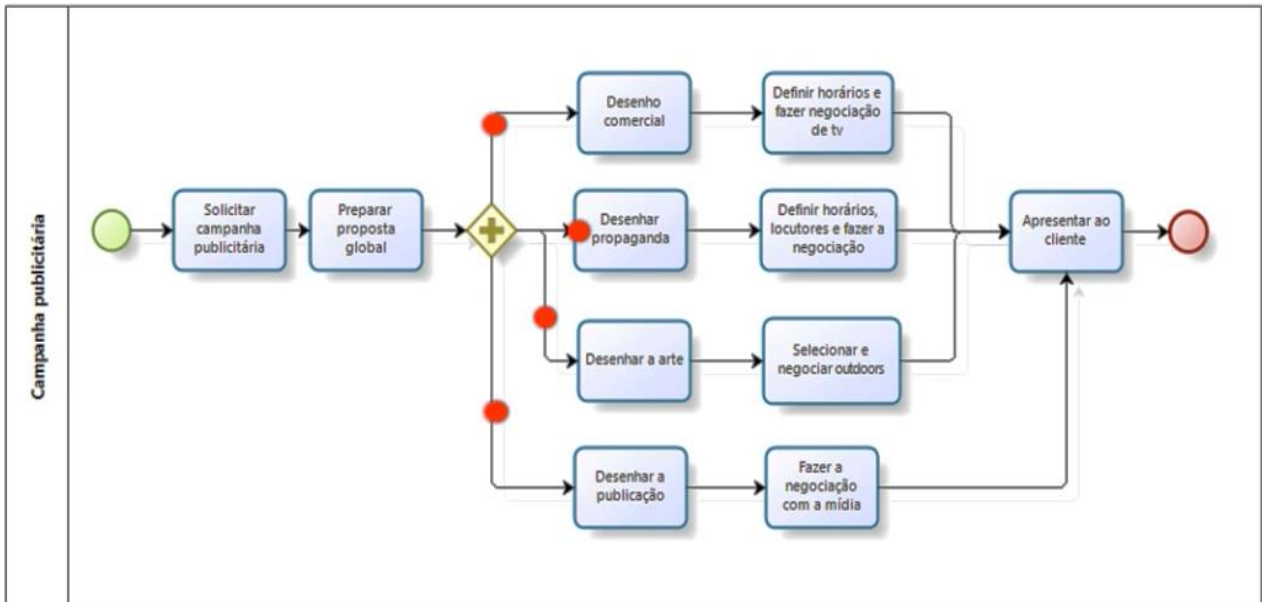 Campanha publicitária
Solicitar
campanha
publicitária
Preparar
proposta
global
Desenho
comercial
Definir horários e
fazer negociação
de tv
Desenhar
propaganda
Definir horários,
locutores e fazer a
negociação
Desenhar a arte
Selecionar e
negociar outdoors
Desenhar a
publicação
Fazer a
negociação
com a mídia
Apresentar ao
cliente